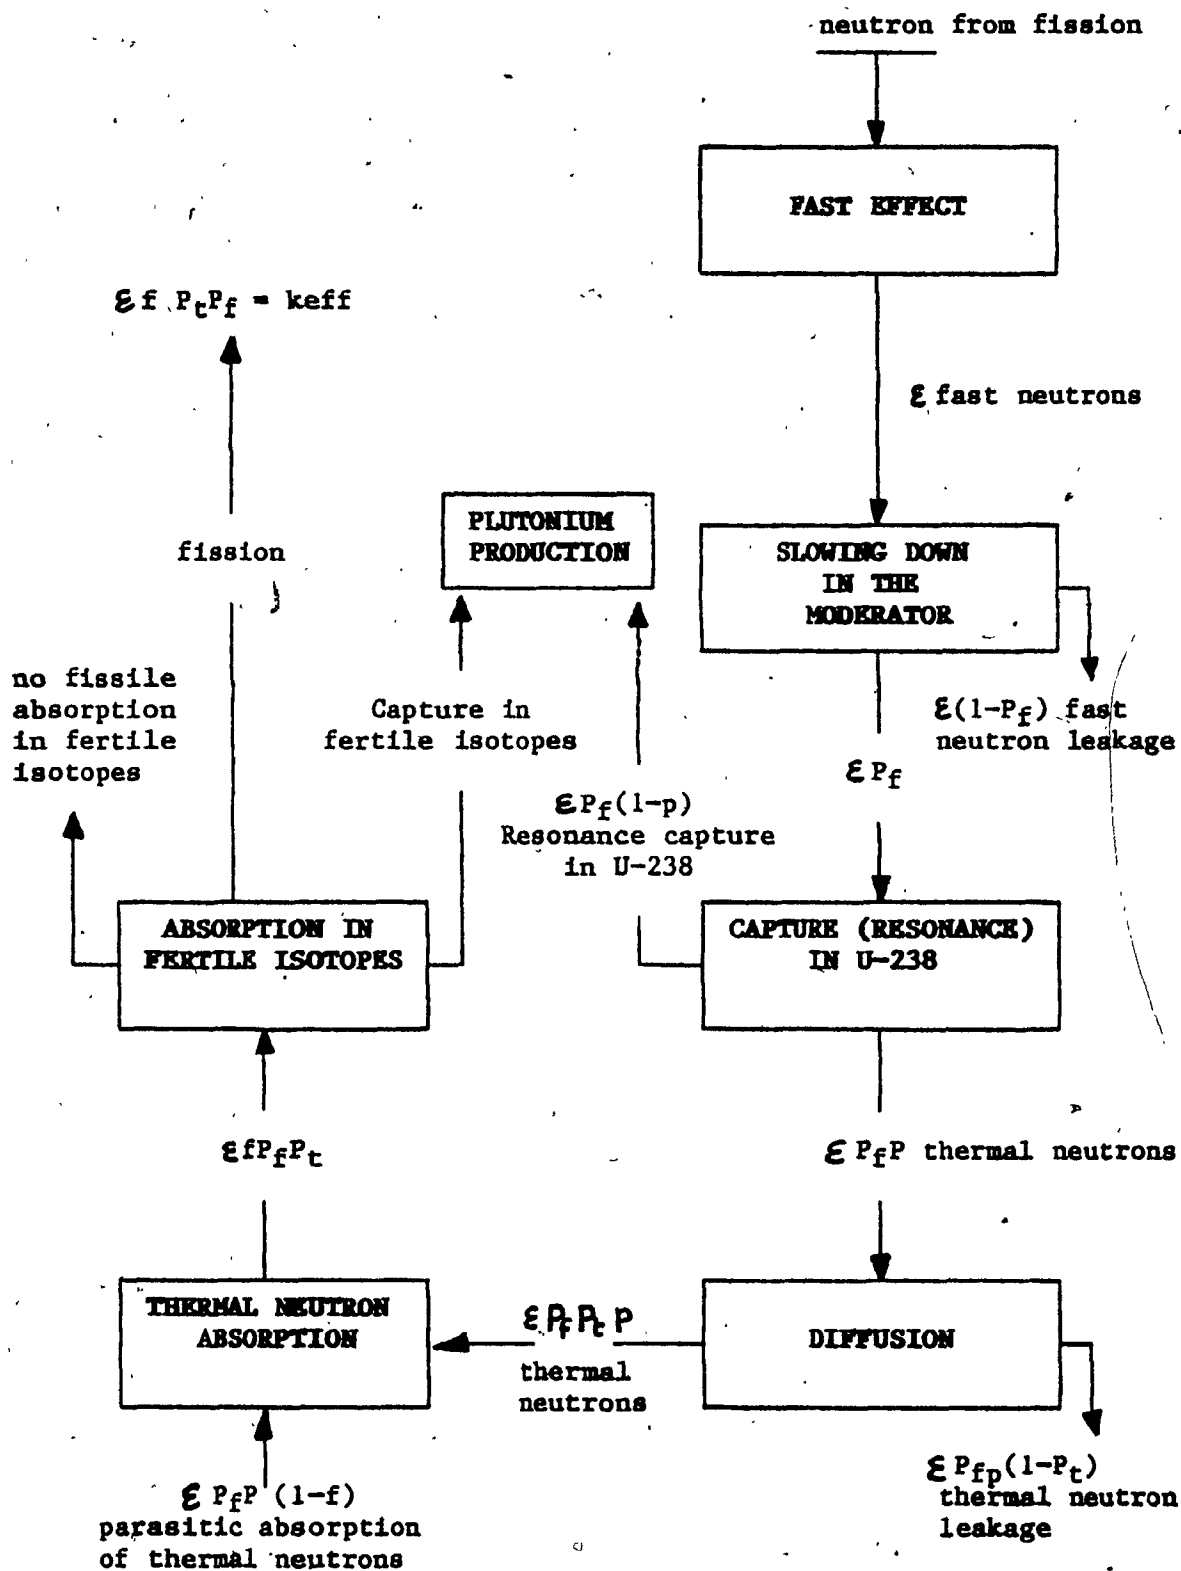 neutron from fission
FAST EFFECT
ε fast neutrons
SLOWING DOWN
IN THE
MODERATOR
ε(1-Pf) fast
neutron leakage
εPf
CAPTURE (RESONANCE)
IN U-238
εPf(1-p)
Resonance capture
in U-238
PLUTONIUM
PRODUCTION
ε PfP thermal neutrons
DIFFUSION
ε Pfp(1-Pt)
thermal neutron
leakage
ε Pf Pt p
thermal
neutrons
THERMAL NEUTRON
ABSORPTION
ε PfP (1-f)
parasitic absorption
of thermal neutrons
εfPfPt
ABSORPTION IN
FERTILE ISOTOPES
Capture in
fertile isotopes
no fissile
absorption
in fertile
isotopes
fission
εf PtPf = keff